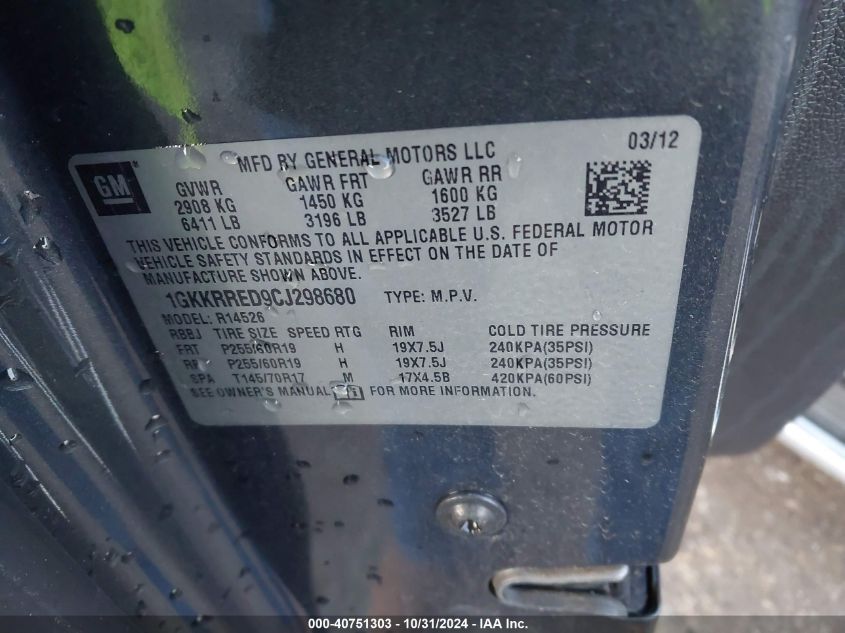 MFD BY GENERAL MOTORS LLC 03/12
GM
GVWR GAWR FRT GAWR RR
2908 KG 1450 KG 1600 KG
6411 LB 3196 LB 3527 LB
THIS VEHICLE CONFORMS TO ALL APPLICABLE U.S. FEDERAL MOTOR
VEHICLE SAFETY STANDARDS IN EFFECT ON THE DATE OF
MANUFACTURE SHOWN ABOVE.
1GKKRRED9CJ298680 TYPE: M.P.V.
MODEL: R14526
RBBJ TIRE SIZE SPEED RTG RIM COLD TIRE PRESSURE
FRT P255/60R19 H 19X7.5J 240KPA(35PSI)
RR P255/60R19 H 19X7.5J 240KPA(35PSI)
SPA T145/70R17 M 17X4.5B 420KPA(60PSI)
SEE OWNER'S MANUAL FOR MORE INFORMATION.
000-40751303 - 10/31/2024 - IAA Inc.